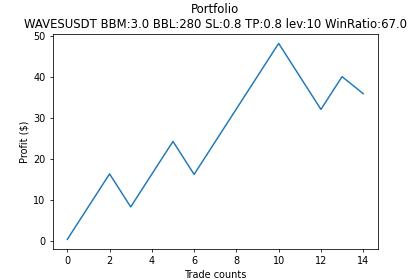 Portfolio
WAVESUSDT BBM:3.0 BBL:280 SL:0.8 TP:0.8 lev:10 WinRatio:67.0
50
40
30
20
10
0
Profit ($)
0 2 4 6 8 10 12 14
Trade counts